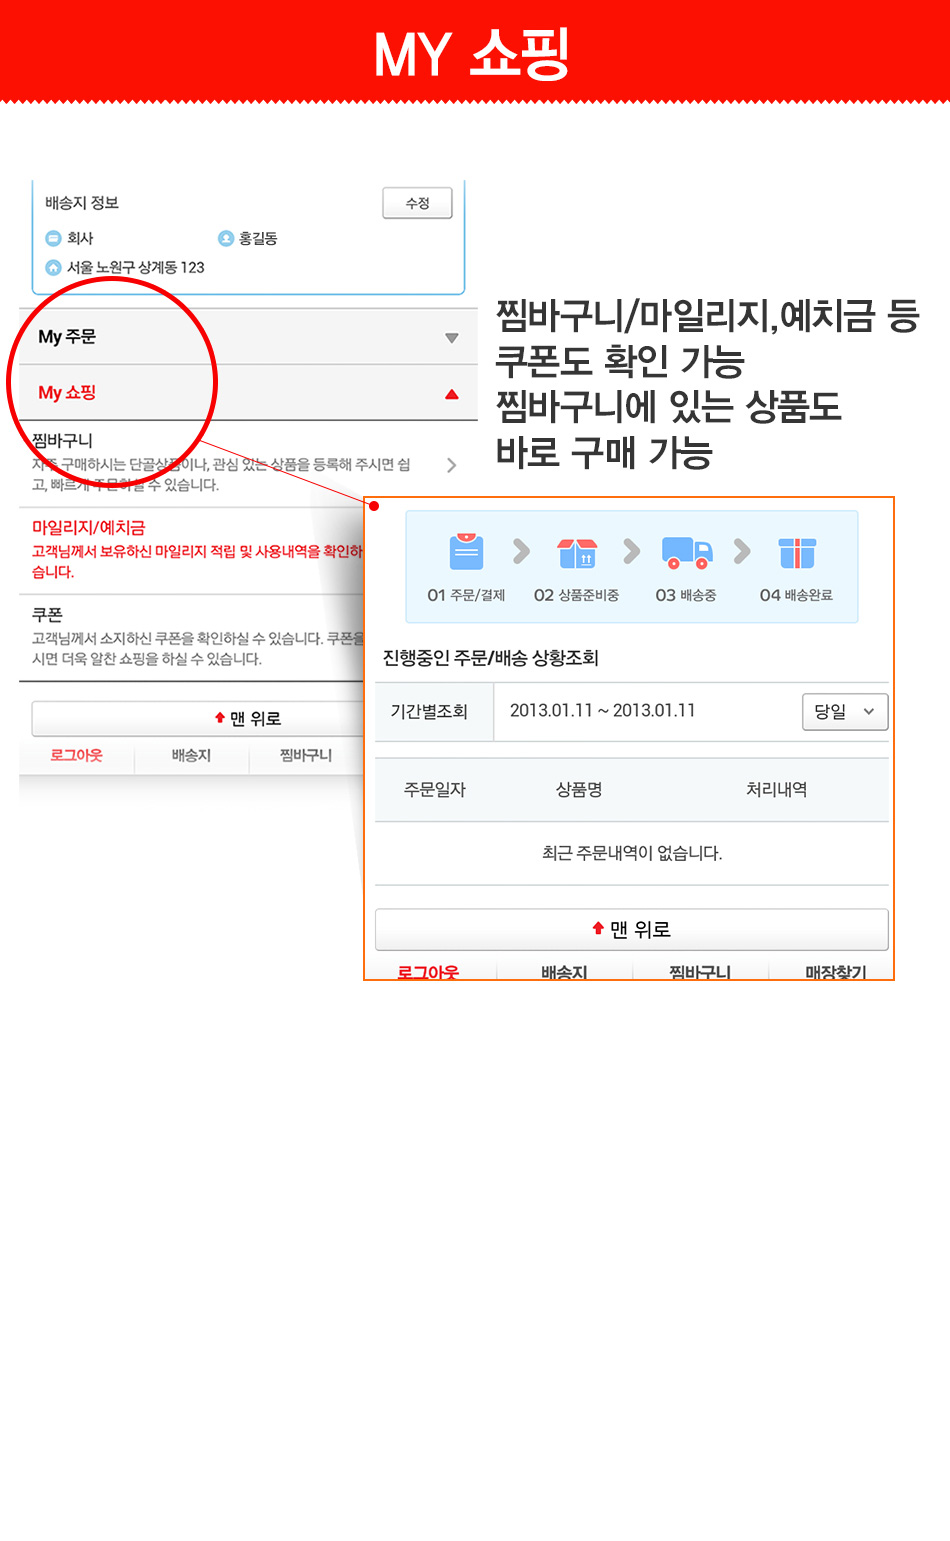 MY 쇼핑
배송지 정보
수정
회사
홍길동
서울 노원구 상계동 123
My 주문
My 쇼핑
찜바구니
자주 구매하시는 단골상품이나, 관심 있는 상품을 등록해 주시면 쉽
고, 빠르게 주문하실 수 있습니다.
마일리지/예치금
고객님께서 보유하신 마일리지 적립 및 사용내역을 확인하
습니다.
쿠폰
고객님께서 소지하신 쿠폰을 확인하실 수 있습니다. 쿠폰을
시면 더욱 알찬 쇼핑을 하실 수 있습니다.
맨 위로
로그아웃 배송지 찜바구니
찜바구니/마일리지,예치금 등
쿠폰도 확인 가능
찜바구니에 있는 상품도
바로 구매 가능
01 주문/결제 02 상품준비중 03 배송중 04 배송완료
진행중인 주문/배송 상황조회
기간별조회 2013.01.11 ~ 2013.01.11 당일
주문일자 상품명 처리내역
최근 주문내역이 없습니다.
맨 위로
로그아웃 배송지 찜바구니 매장찾기